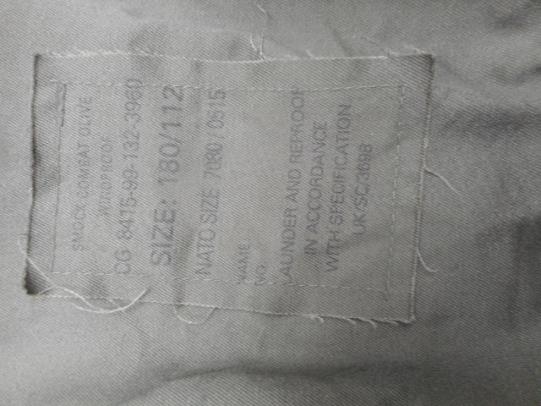 SMOCK COMBAT OLIVE
WINDPROOF
CG 8415-99-132-3960
SIZE: 180/112
NATO SIZE 7080 / 0515
NAME
NO
LAUNDER AND REPROOF
IN ACCORDANCE
WITH SPECIFICATION
UK/SC/3698